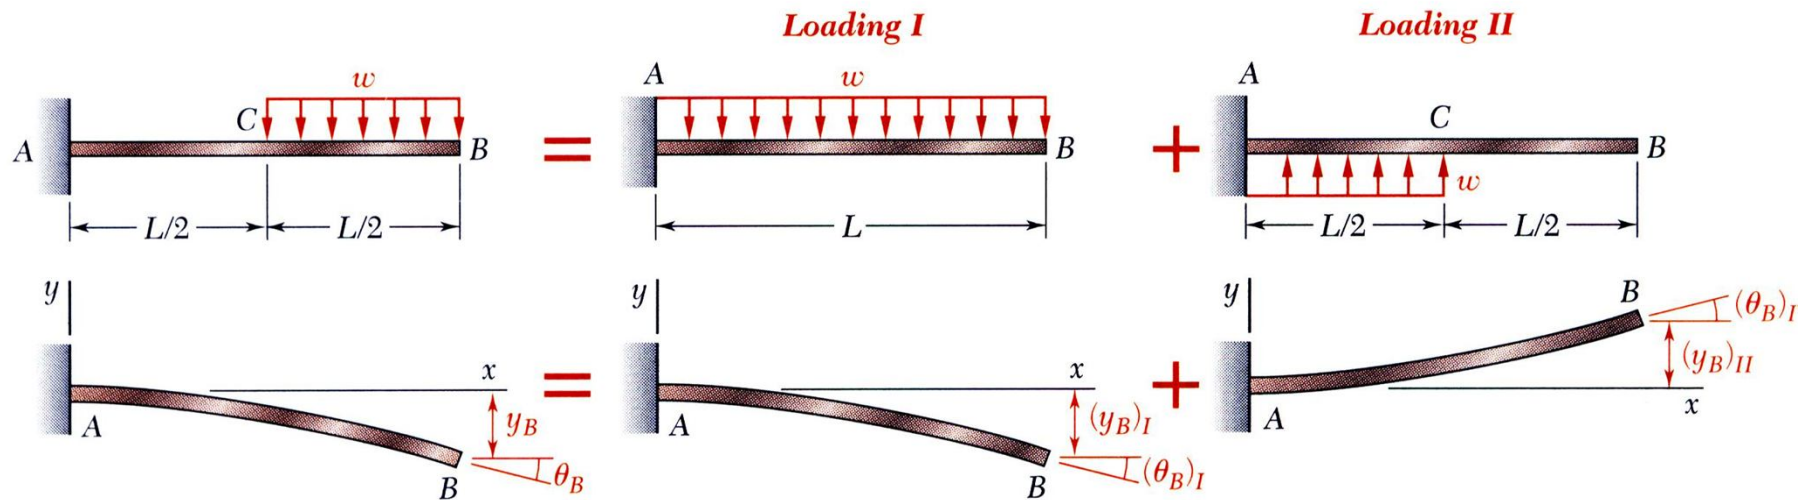 Loading I
Loading II
A
w
C
B
L/2
L/2
=
A
w
B
L
+
A
C
B
w
L/2
L/2
y
x
A
y_B
θ_B
B
=
y
x
A
(y_B)_I
(θ_B)_I
B
+
y
B
(θ_B)_I
(y_B)_II
x
A